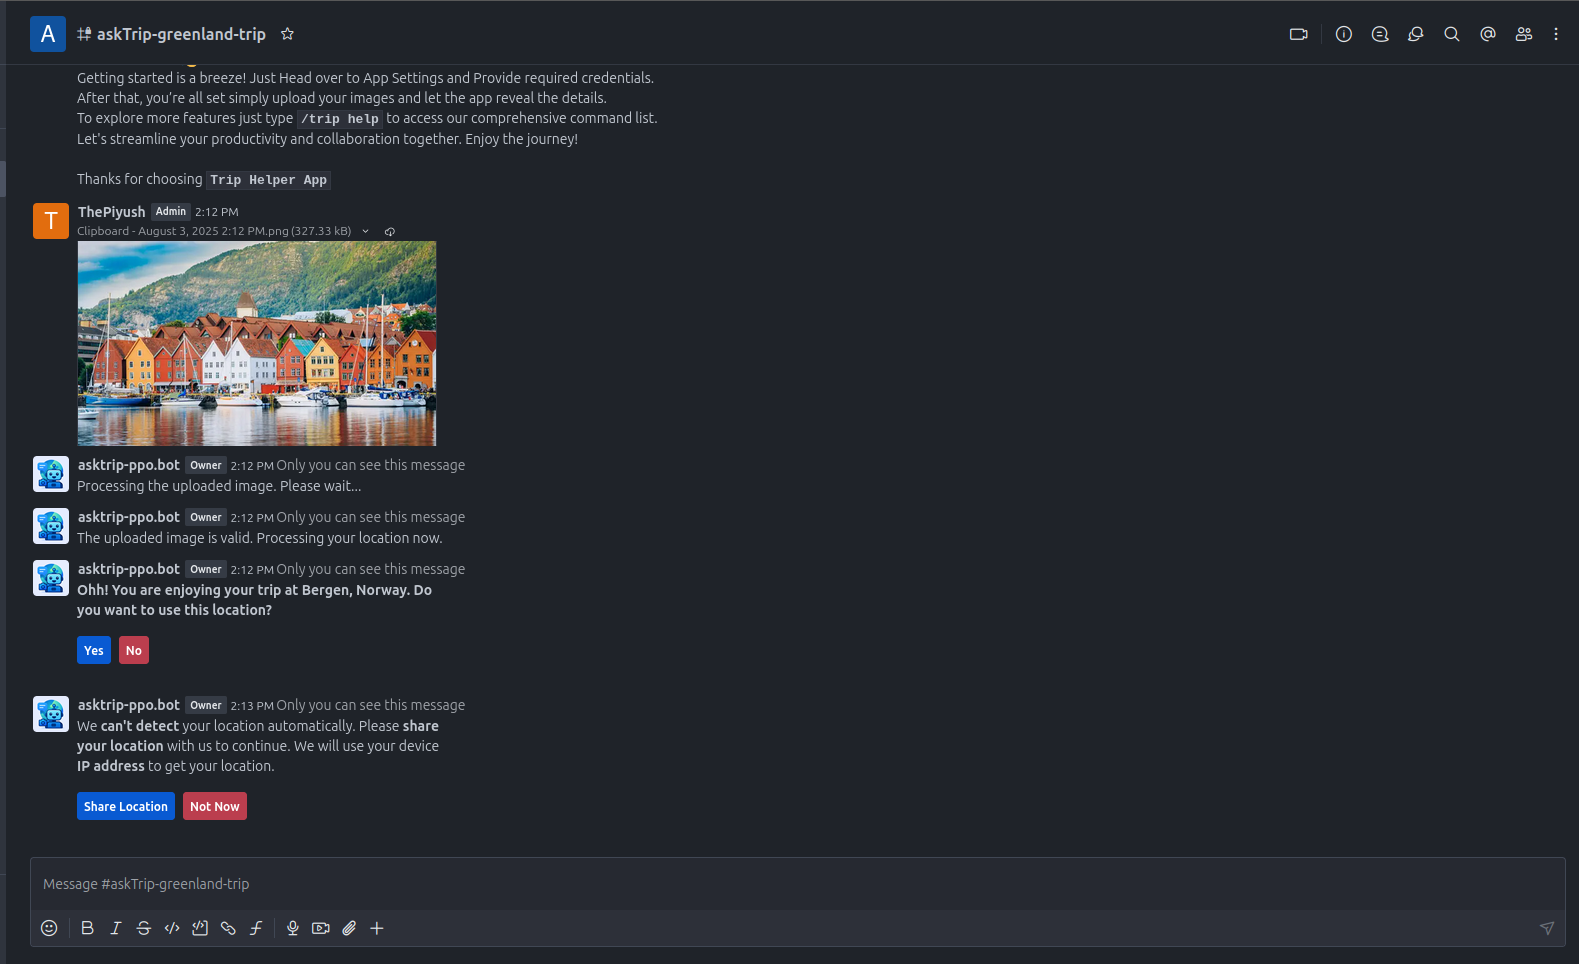 A
askTrip-greenland-trip
Getting started is a breeze! Just Head over to App Settings and Provide required credentials.
After that, you're all set simply upload your images and let the app reveal the details.
To explore more features just type /trip help to access our comprehensive command list.
Let's streamline your productivity and collaboration together. Enjoy the journey!
Thanks for choosing Trip Helper App
T
ThePiyush Admin 2:12 PM
Clipboard - August 3, 2025 2:12 PM.png (327.33 kB)
asktrip-ppo.bot Owner 2:12 PM Only you can see this message
Processing the uploaded image. Please wait...
asktrip-ppo.bot Owner 2:12 PM Only you can see this message
The uploaded image is valid. Processing your location now.
asktrip-ppo.bot Owner 2:12 PM Only you can see this message
Ohh! You are enjoying your trip at Bergen, Norway. Do
you want to use this location?
Yes No
asktrip-ppo.bot Owner 2:13 PM Only you can see this message
We can't detect your location automatically. Please share
your location with us to continue. We will use your device
IP address to get your location.
Share Location Not Now
Message #askTrip-greenland-trip